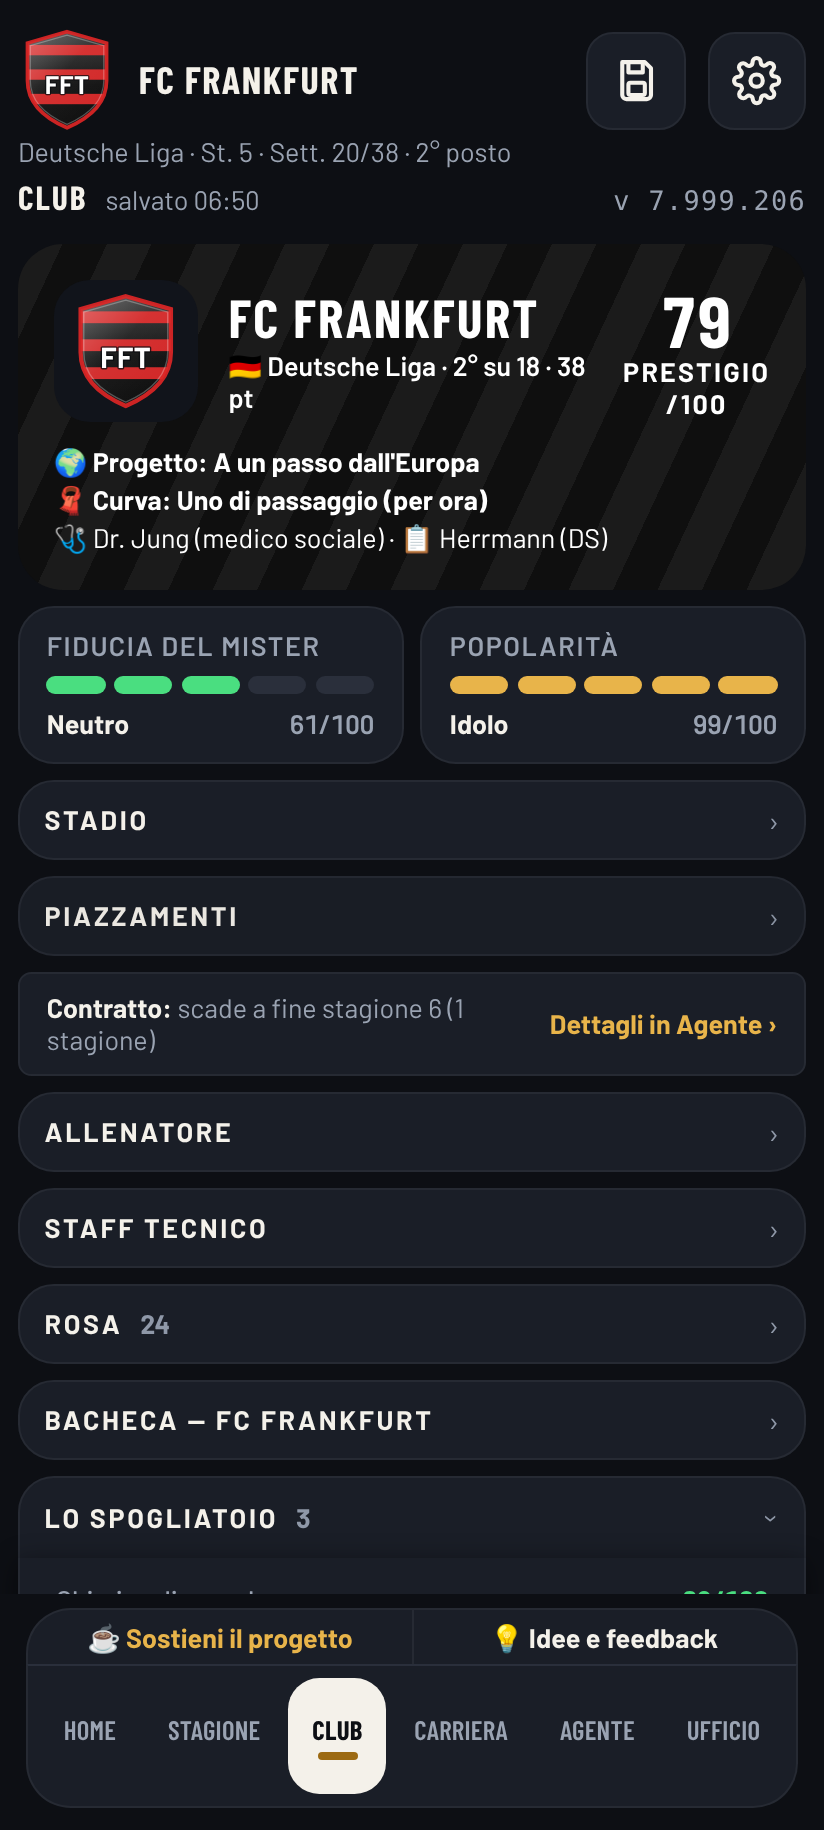 FFT
FC FRANKFURT
Deutsche Liga · St. 5 · Sett. 20/38 · 2° posto
CLUB salvato 06:50
v 7.999.206
FFT
FC FRANKFURT
🇩🇪 Deutsche Liga · 2° su 18 · 38
pt
79
PRESTIGIO
/100
🌍 Progetto: A un passo dall'Europa
Curva: Uno di passaggio (per ora)
🩺 Dr. Jung (medico sociale) · 📋 Herrmann (DS)
FIDUCIA DEL MISTER
Neutro 61/100
POPOLARITÀ
Idolo 99/100
STADIO ›
PIAZZAMENTI ›
Contratto: scade a fine stagione 6 (1
stagione)
Dettagli in Agente ›
ALLENATORE ›
STAFF TECNICO ›
ROSA 24 ›
BACHECA – FC FRANKFURT ›
LO SPOGLIATOIO 3
☕ Sostieni il progetto
💡 Idee e feedback
HOME
STAGIONE
CLUB
CARRIERA
AGENTE
UFFICIO